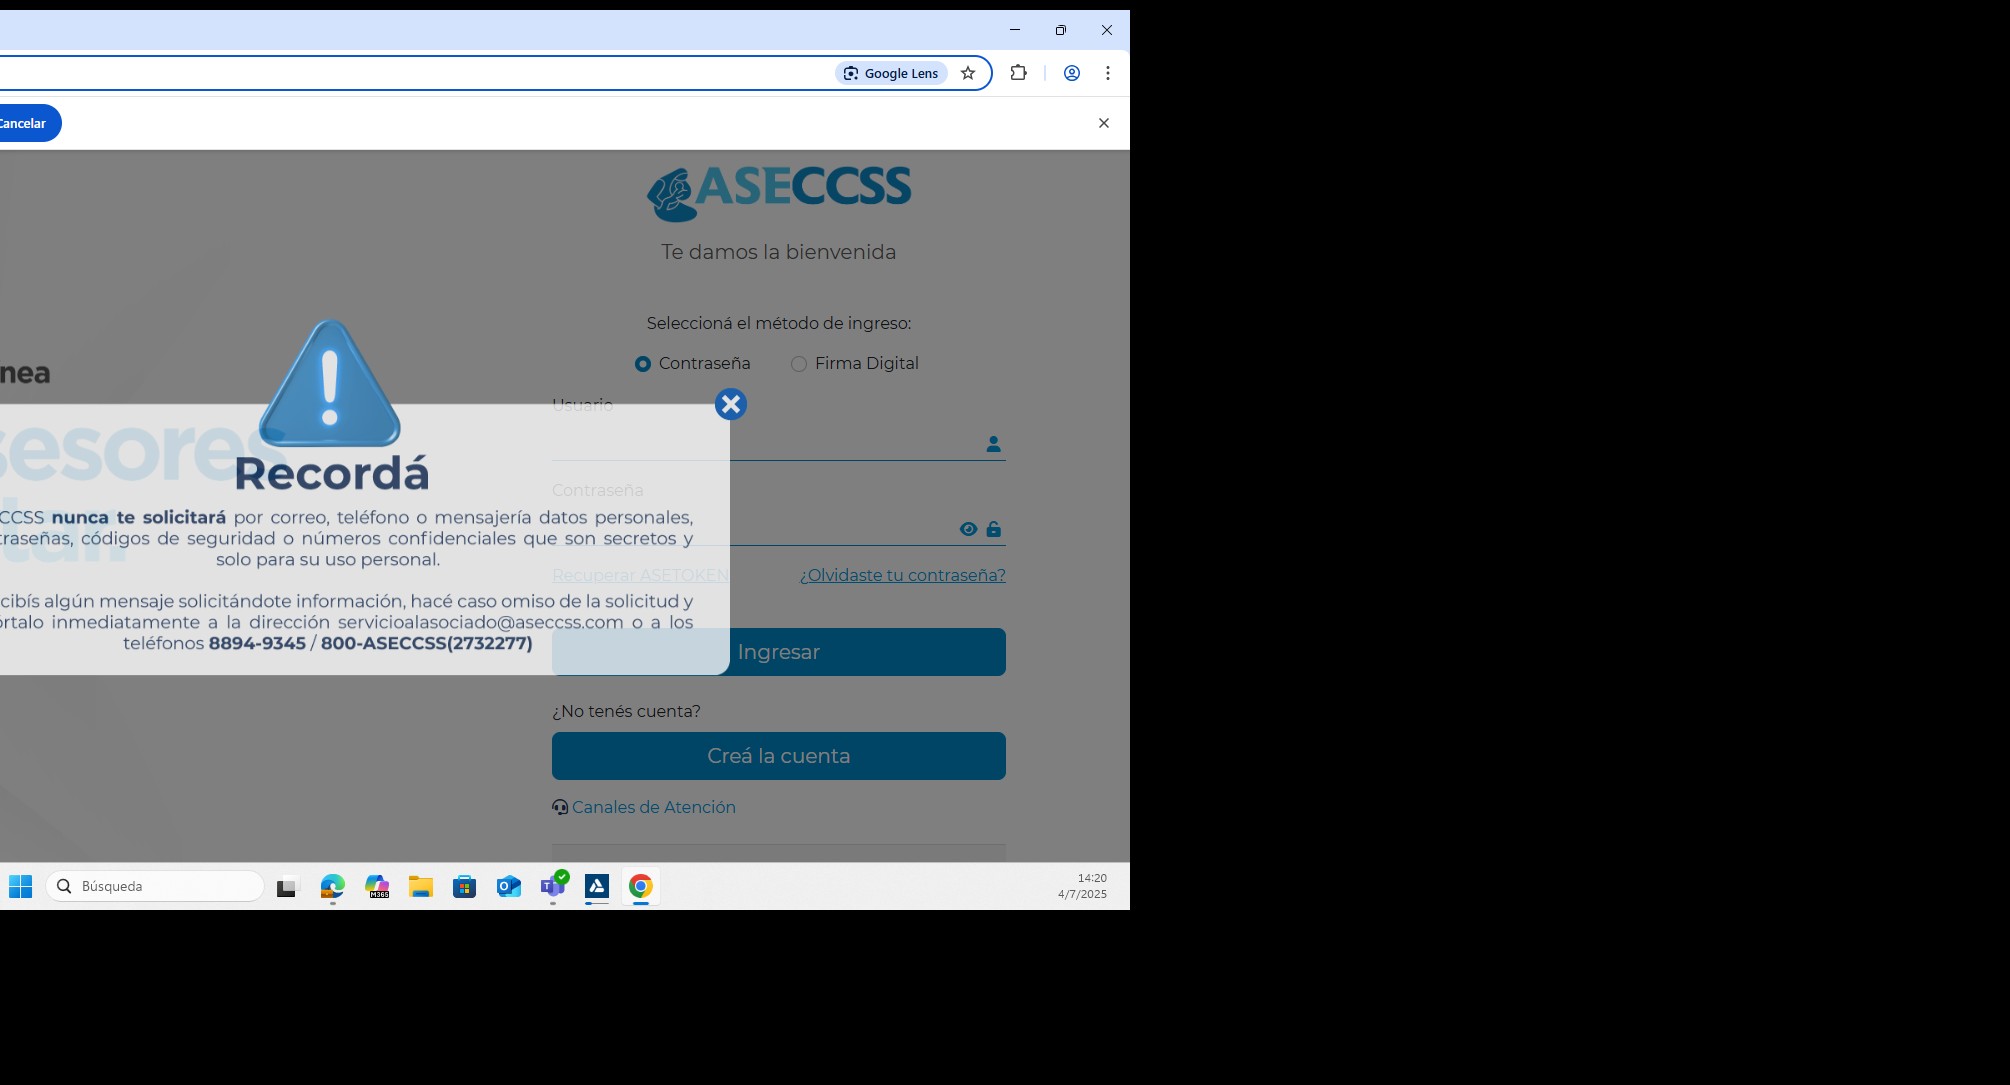 Google Lens
Cancelar
ASECCSS
Te damos la bienvenida
Seleccioná el método de ingreso:
Contraseña
Firma Digital
nea
Usuario
sesores
tar.
Recordá
CCSS nunca te solicitará por correo, teléfono o mensajería datos personales,
traseñas, códigos de seguridad o números confidenciales que son secretos y
solo para su uso personal.
cibís algún mensaje solicitándote información, hacé caso omiso de la solicitud y
órtalo inmediatamente a la dirección servicioalasociado@aseccss.com o a los
teléfonos 8894-9345 / 800-ASECCSS(2732277)
Contraseña
Recuperar ASETOKEN
¿Olvidaste tu contraseña?
Ingresar
¿No tenés cuenta?
Creá la cuenta
Canales de Atención
Búsqueda
M365
14:20
4/7/2025